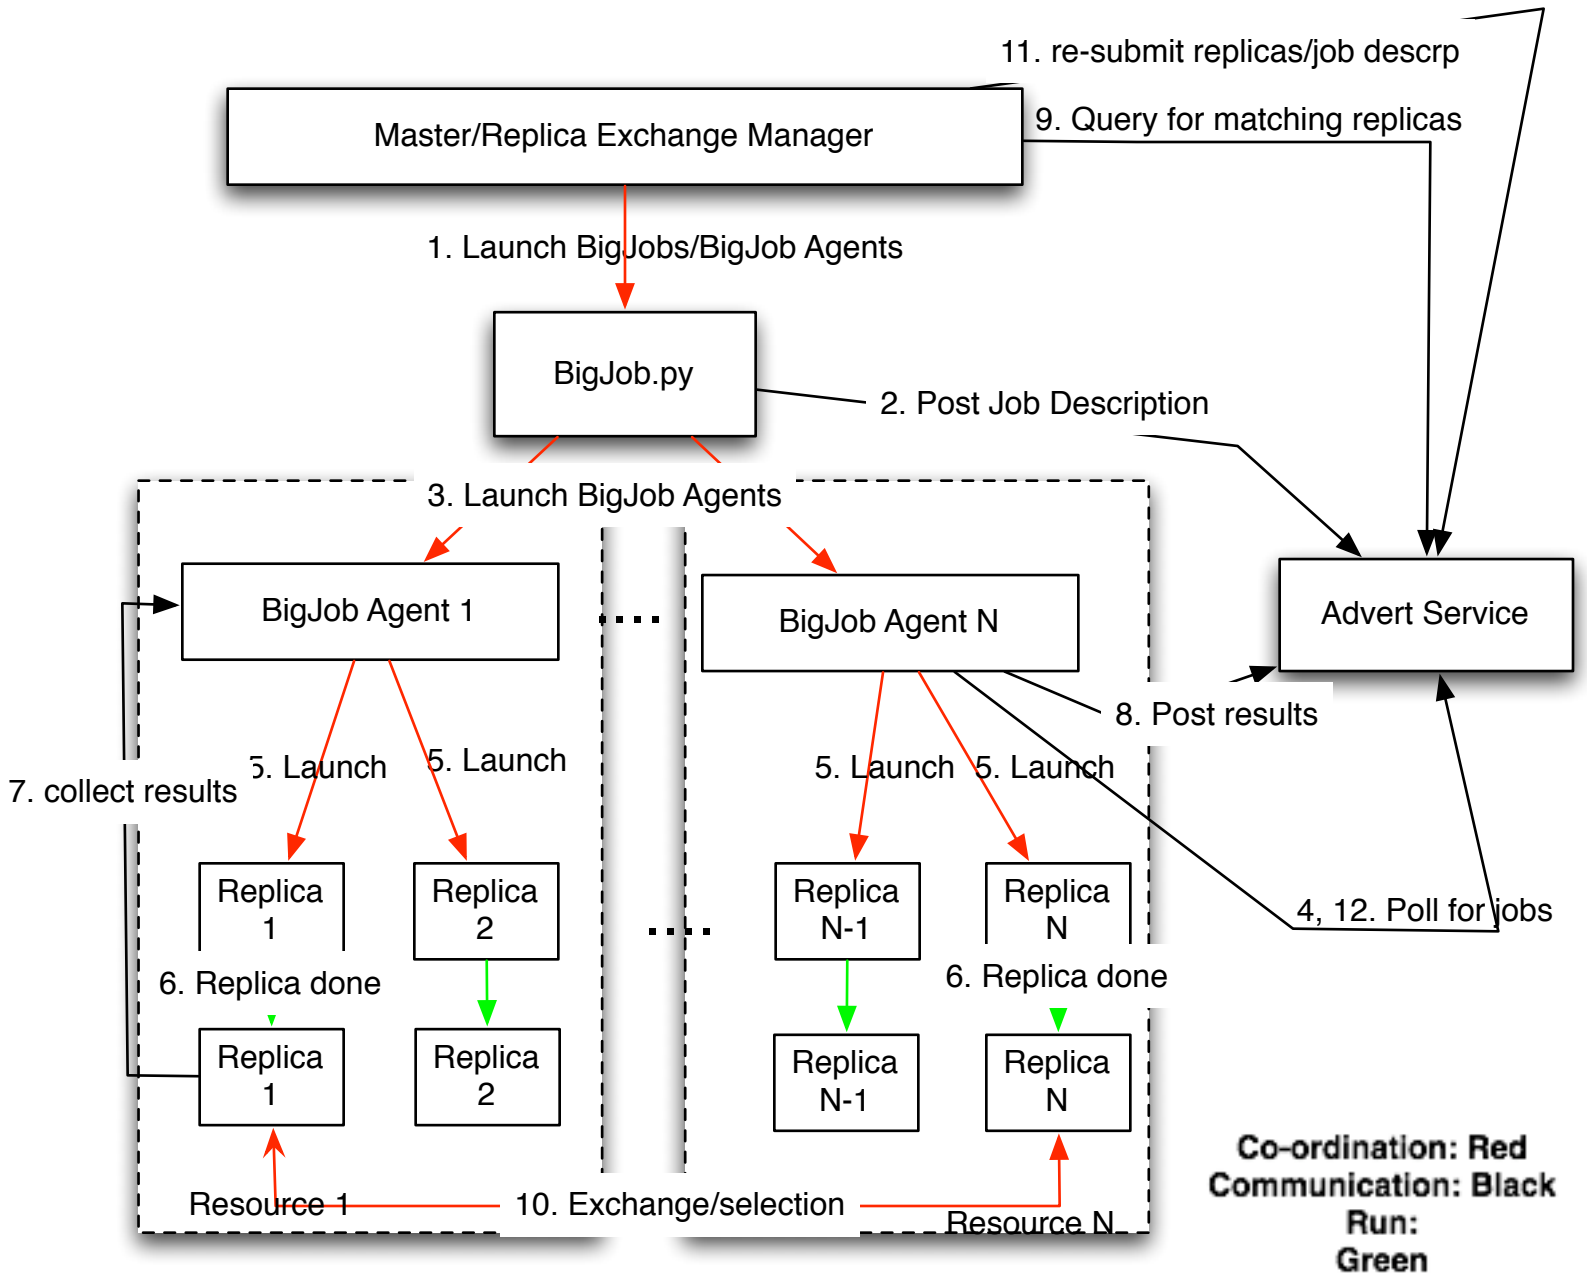 11. re-submit replicas/job descrp
9. Query for matching replicas
Master/Replica Exchange Manager
1. Launch BigJobs/BigJob Agents
BigJob.py
2. Post Job Description
3. Launch BigJob Agents
BigJob Agent 1
BigJob Agent N
Advert Service
8. Post results
5. Launch
5. Launch
5. Launch
5. Launch
7. collect results
Replica
1
Replica
2
Replica
N-1
Replica
N
4, 12. Poll for jobs
6. Replica done
6. Replica done
Replica
1
Replica
2
Replica
N-1
Replica
N
Resource 1
10. Exchange/selection
Resource N
Co-ordination: Red
Communication: Black
Run:
Green